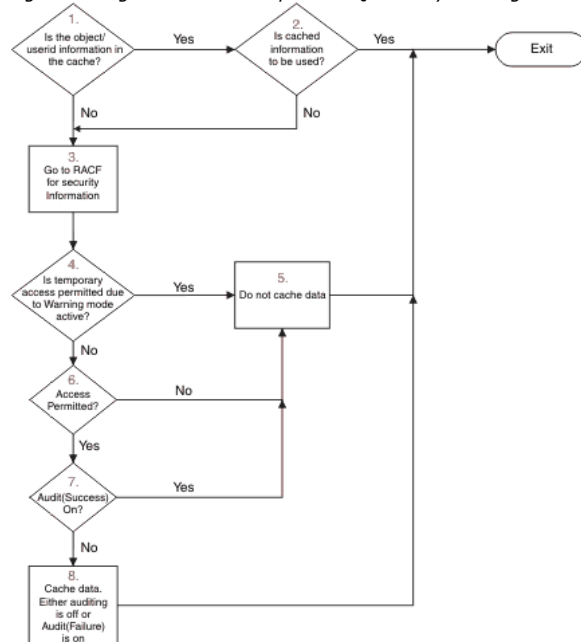 1.
Is the object/
userid information in
the cache?
Yes
2.
Is cached
information
to be used?
Yes
Exit
No
No
3.
Go to RACF
for security
Information
4.
Is temporary
access permitted due
to Warning mode
active?
Yes
5.
Do not cache data
No
6.
Access
Permitted?
No
Yes
7.
Audit(Success)
On?
Yes
No
8.
Cache data.
Either auditing
is off or
Audit(Failure)
is on